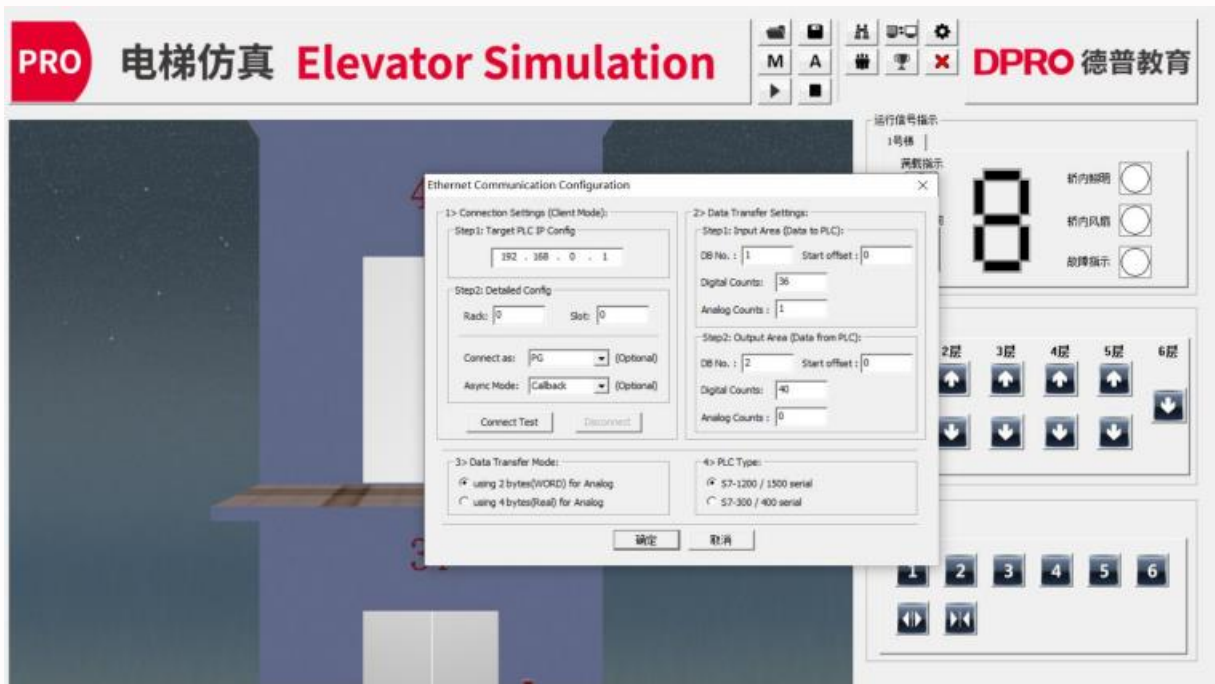 PRO 电梯仿真 Elevator Simulation
M A
DPRO 德普教育
运行信号指示
1号梯
满载指示
轿内照明
轿内风扇
故障指示
2层 3层 4层 5层 6层
1 2 3 4 5 6
Ethernet Communication Configuration
1> Connection Settings (Client Mode):
Step1: Target PLC IP Config
192 . 168 . 0 . 1
Step2: Detailed Config
Rack: 0 Slot: 0
Connect as: PG (Optional)
Async Mode: Callback (Optional)
Connect Test Disconnect
2> Data Transfer Settings:
Step1: Input Area (Data to PLC):
DB No. : 1 Start offset : 0
Digital Counts: 36
Analog Counts : 1
Step2: Output Area (Data from PLC):
DB No. : 2 Start offset : 0
Digital Counts: 40
Analog Counts : 0
3> Data Transfer Mode:
using 2 bytes(WORD) for Analog
using 4 bytes(Real) for Analog
4> PLC Type:
S7-1200 / 1500 serial
S7-300 / 400 serial
确定 取消